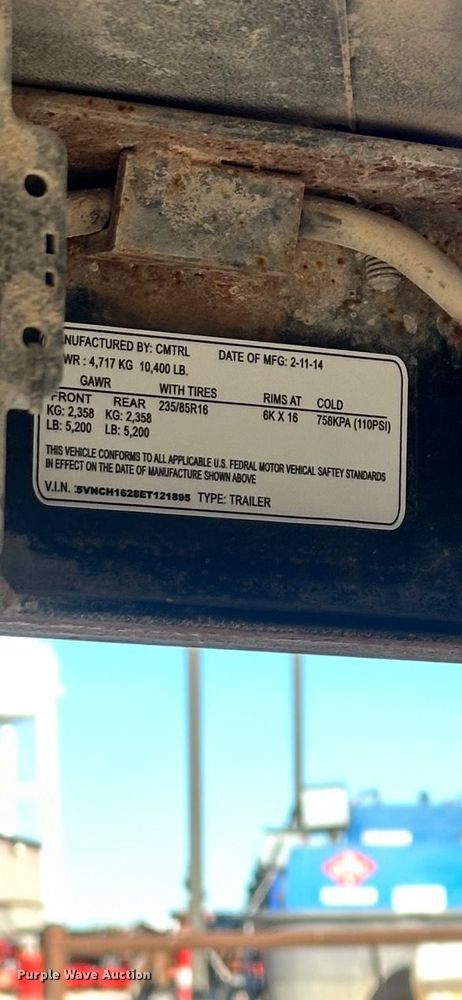 NUFACTURED BY: CMTRL DATE OF MFG: 2-11-14
WR : 4,717 KG 10,400 LB.
GAWR WITH TIRES RIMS AT COLD
FRONT REAR 235/85R16 6K X 16 758KPA (110PSI)
KG: 2,358 KG: 2,358
LB: 5,200 LB: 5,200
THIS VEHICLE CONFORMS TO ALL APPLICABLE U.S. FEDRAL MOTOR VEHICAL SAFTEY STANDARDS
IN EFFECT ON THE DATE OF MANUFACTURE SHOWN ABOVE
V.I.N. :5VNCH1628ET121895 TYPE: TRAILER
Purple Wave Auction